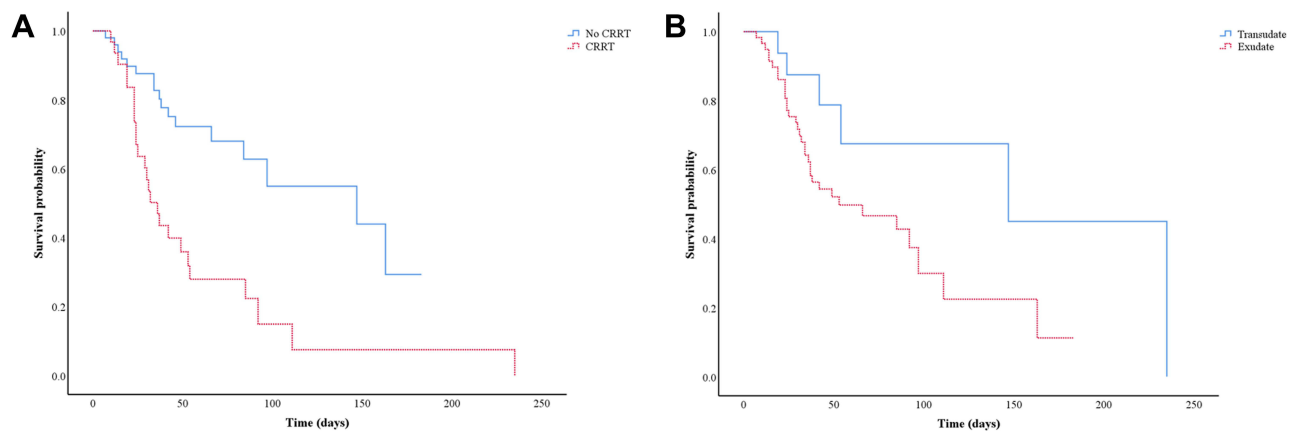 A
No CRRT
CRRT
1.0
0.8
0.6
0.4
0.2
0.0
Survival probability
0
50
100
150
200
250
Time (days)
B
Transudate
Exudate
1.0
0.8
0.6
0.4
0.2
0.0
Survival prabability
0
50
100
150
200
250
Time (days)